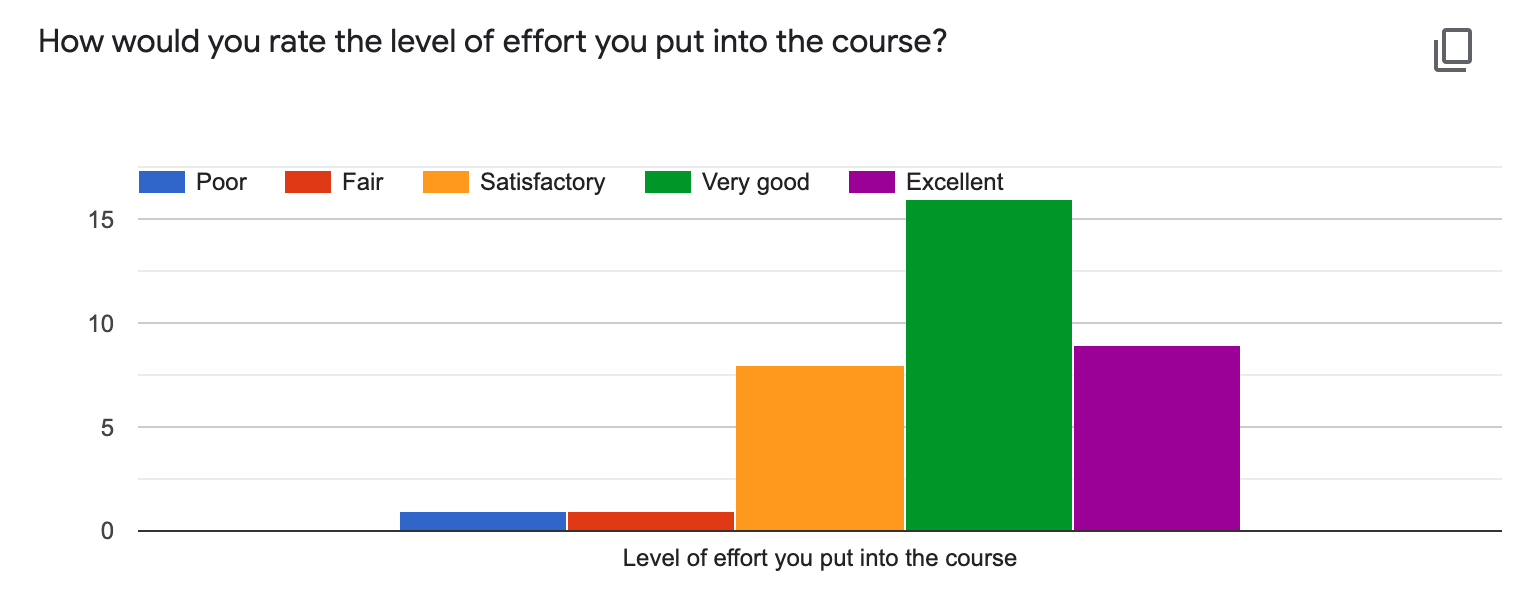 How would you rate the level of effort you put into the course?
Poor Fair Satisfactory Very good Excellent
15
10
5
0
Level of effort you put into the course